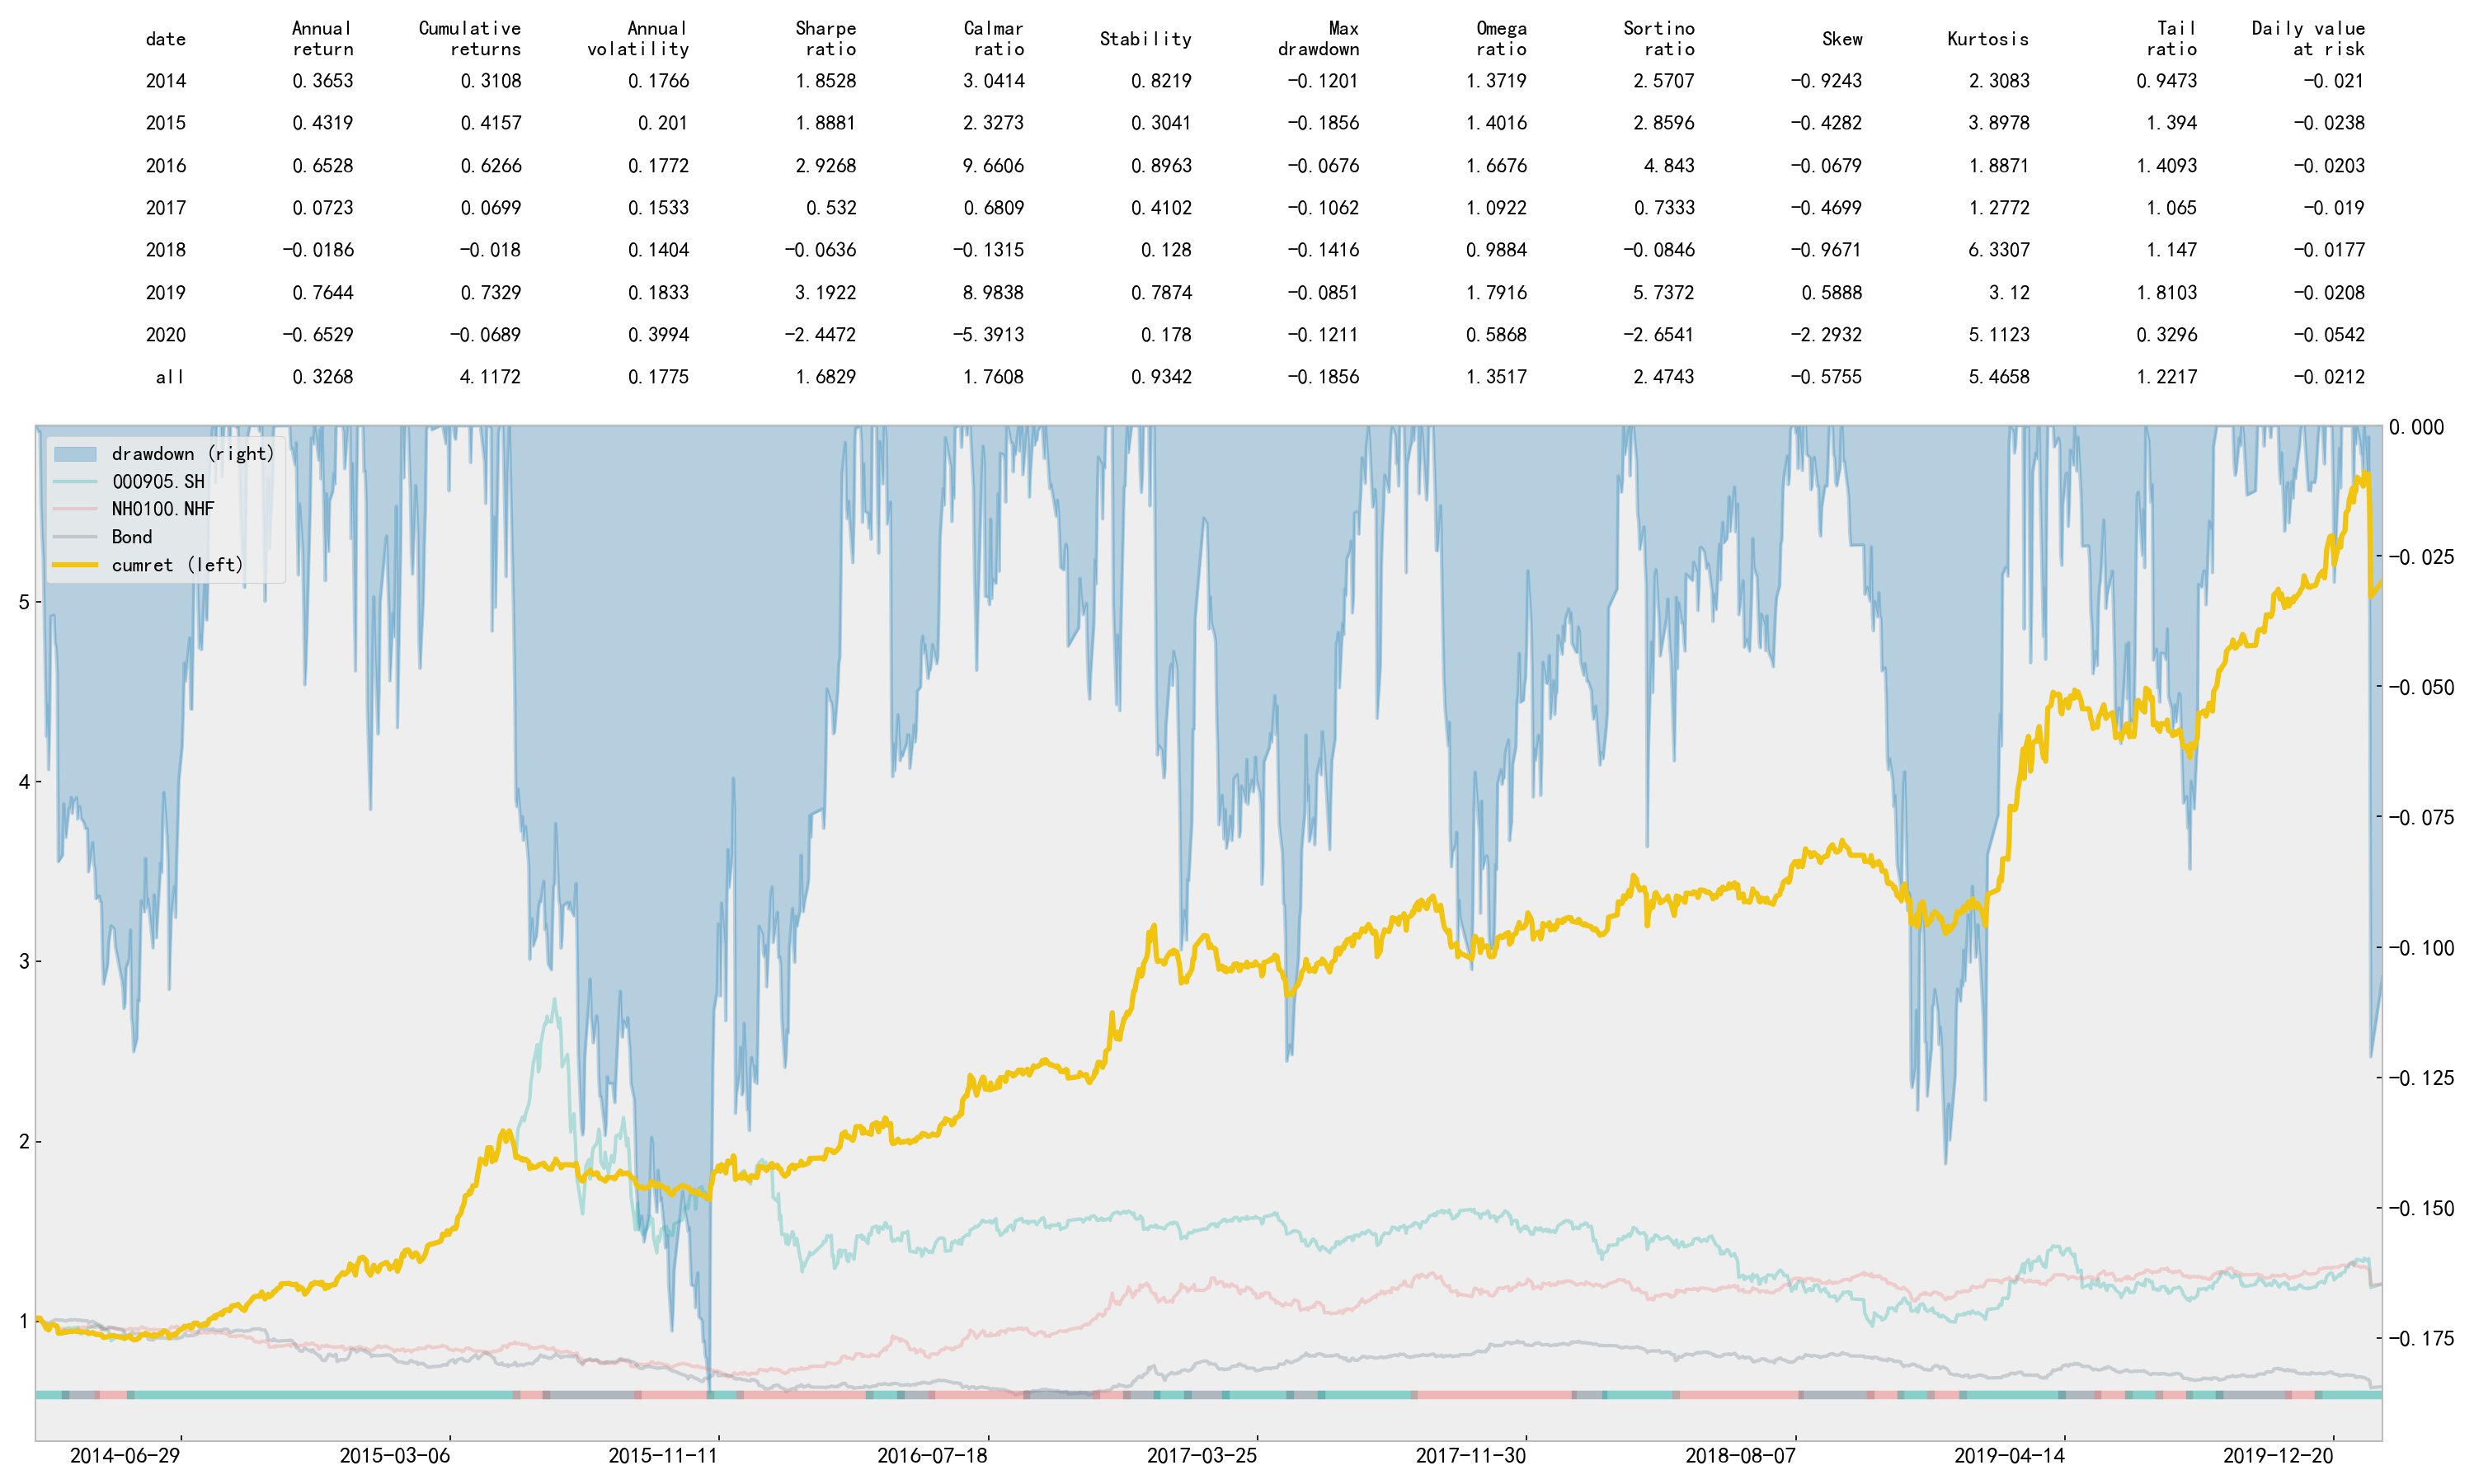 date Annual return Cumulative returns Annual volatility Sharpe ratio Calmar ratio Stability Max drawdown Omega ratio Sortino ratio Skew Kurtosis Tail ratio Daily value at risk
2014 0.3653 0.3108 0.1766 1.8528 3.0414 0.8219 -0.1201 1.3719 2.5707 -0.9243 2.3083 0.9473 -0.021
2015 0.4319 0.4157 0.201 1.8881 2.3273 0.3041 -0.1856 1.4016 2.8596 -0.4282 3.8978 1.394 -0.0238
2016 0.6528 0.6266 0.1772 2.9268 9.6606 0.8963 -0.0676 1.6676 4.843 -0.0679 1.8871 1.4093 -0.0203
2017 0.0723 0.0699 0.1533 0.532 0.6809 0.4102 -0.1062 1.0922 0.7333 -0.4699 1.2772 1.065 -0.019
2018 -0.0186 -0.018 0.1404 -0.0636 -0.1315 0.128 -0.1416 0.9884 -0.0846 -0.9671 6.3307 1.147 -0.0177
2019 0.7644 0.7329 0.1833 3.1922 8.9838 0.7874 -0.0851 1.7916 5.7372 0.5888 3.12 1.8103 -0.0208
2020 -0.6529 -0.0689 0.3994 -2.4472 -5.3913 0.178 -0.1211 0.5868 -2.6541 -2.2932 5.1123 0.3296 -0.0542
all 0.3268 4.1172 0.1775 1.6829 1.7608 0.9342 -0.1856 1.3517 2.4743 -0.5755 5.4658 1.2217 -0.0212
drawdown (right)
000905.SH
NH0100.NHF
Bond
cumret (left)
5
4
3
2
1
0.000
-0.025
-0.050
-0.075
-0.100
-0.125
-0.150
-0.175
2014-06-29 2015-03-06 2015-11-11 2016-07-18 2017-03-25 2017-11-30 2018-08-07 2019-04-14 2019-12-20